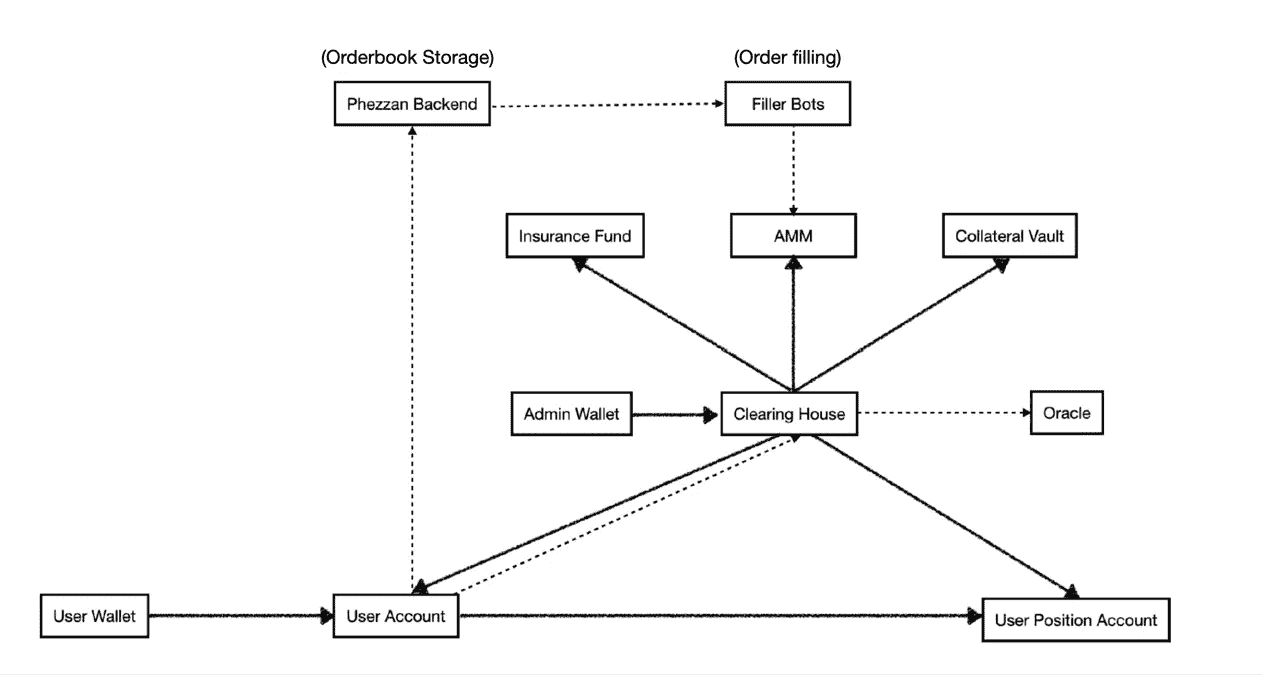 (Orderbook Storage)
(Order filling)
Phezzan Backend
Filler Bots
Insurance Fund
AMM
Collateral Vault
Admin Wallet
Clearing House
Oracle
User Wallet
User Account
User Position Account